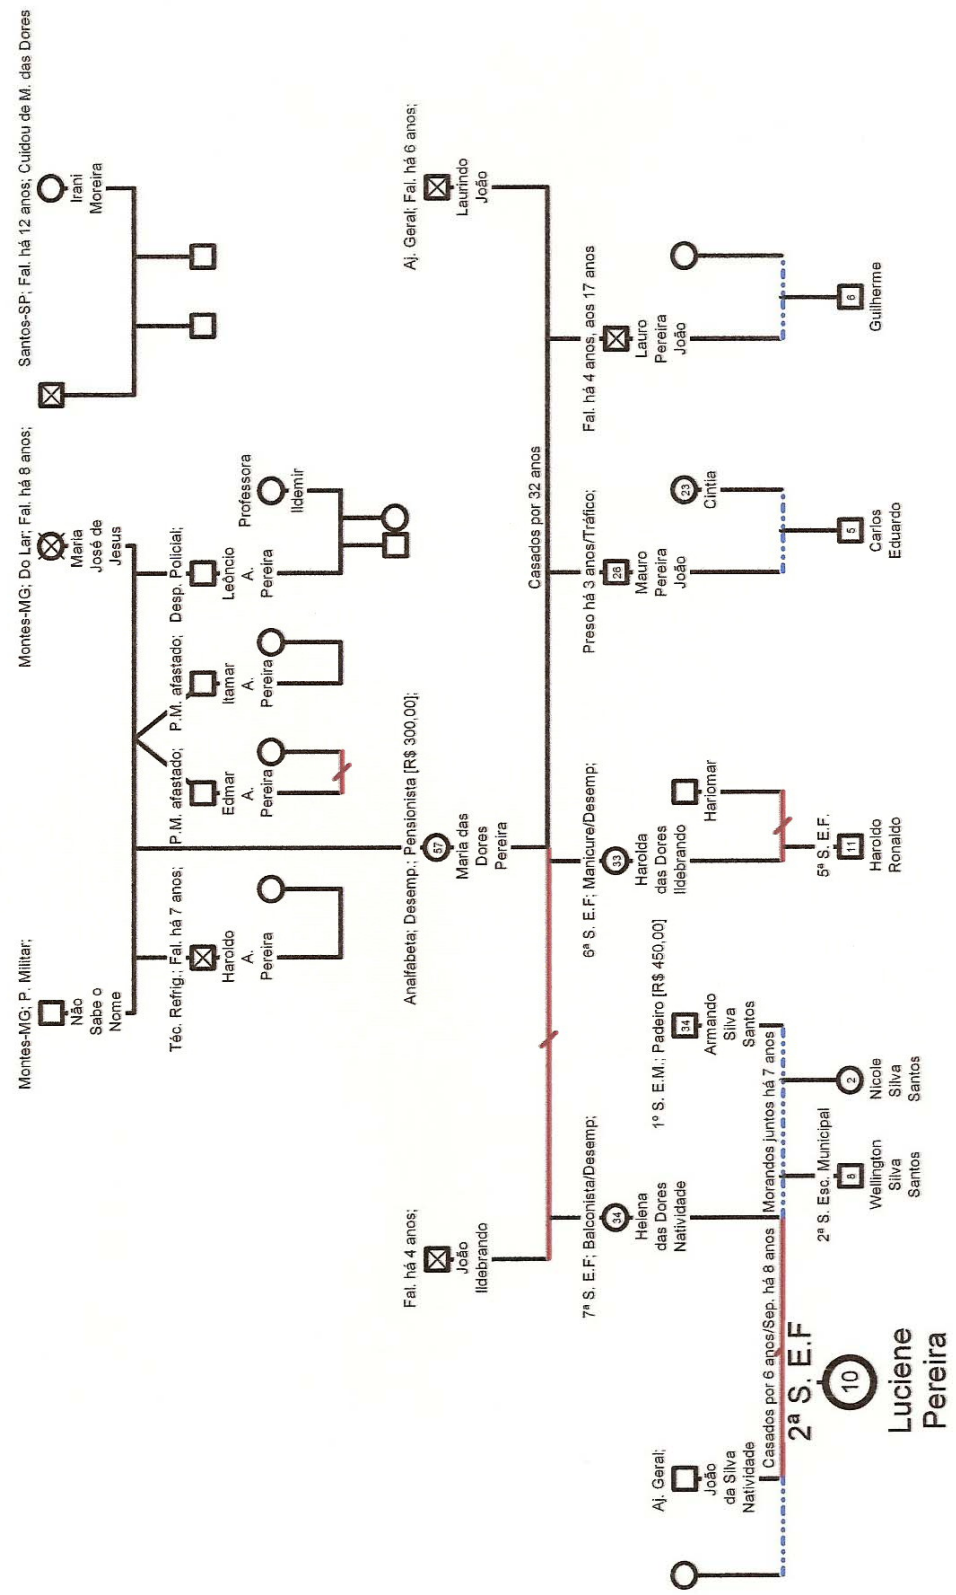 Montes-MG; P. Militar;
Não
Sabe o
Nome
Montes-MG; Do Lar; Fal. há 8 anos;
Maria
José de
Jesus
Santos-SP; Fal. há 12 anos; Cuidou de M. das Dores
Irani
Moreira
Téc. Refrig.; Fal. há 7 anos;
Haroldo
A.
Pereira
P.M. afastado;
Edmar
A.
Pereira
P.M. afastado;
Itamar
A.
Pereira
Desp. Policial;
Leôncio
A.
Pereira
Professora
Ildemir
Fal. há 4 anos;
João
Ildebrando
Analfabeta; Desemp.; Pensionista [R$ 300,00];
57
Maria das
Dores
Pereira
Aj. Geral; Fal. há 6 anos;
Laurindo
João
Casados por 32 anos
7ª S. E.F; Balconista/Desemp;
34
Helena
das Dores
Natividade
6ª S. E.F; Manicure/Desemp;
33
Harolda
das Dores
Ildebrando
Preso há 3 anos/Tráfico;
28
Mauro
Pereira
João
Fal. há 4 anos, aos 17 anos
Lauro
Pereira
João
Aj. Geral;
João
da Silva
Natividade
1º S. E.M.; Padeiro [R$ 450,00]
34
Armando
Silva
Santos
Hariomar
23
Cintia
Casados por 6 anos/Sep. há 8 anos
Morandos juntos há 7 anos
2ª S. E.F
10
Luciene
Pereira
2ª S. Esc. Municipal
8
Wellington
Silva
Santos
2
Nicole
Silva
Santos
5ª S. E.F.
11
Haroldo
Ronaldo
5
Carlos
Eduardo
6
Guilherme